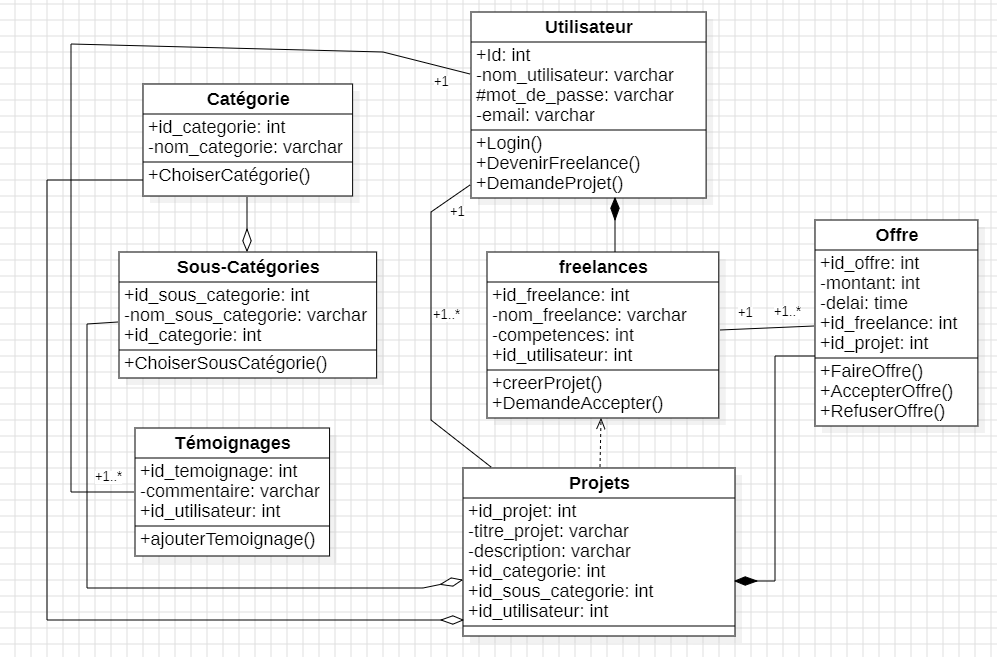 Utilisateur
+Id: int
-nom_utilisateur: varchar
#mot_de_passe: varchar
-email: varchar
+Login()
+DevenirFreelance()
+DemandeProjet()
+1
+1
Catégorie
+id_categorie: int
-nom_categorie: varchar
+ChoiserCatégorie()
Sous-Catégories
+id_sous_categorie: int
-nom_sous_categorie: varchar
+id_categorie: int
+ChoiserSousCatégorie()
freelances
+id_freelance: int
-nom_freelance: varchar
-competences: int
+id_utilisateur: int
+creerProjet()
+DemandeAccepter()
+1..*
+1
+1..*
Offre
+id_offre: int
-montant: int
-delai: time
+id_freelance: int
+id_projet: int
+FaireOffre()
+AccepterOffre()
+RefuserOffre()
Témoignages
+id_temoignage: int
-commentaire: varchar
+id_utilisateur: int
+ajouterTemoignage()
+1..*
Projets
+id_projet: int
-titre_projet: varchar
-description: varchar
+id_categorie: int
+id_sous_categorie: int
+id_utilisateur: int